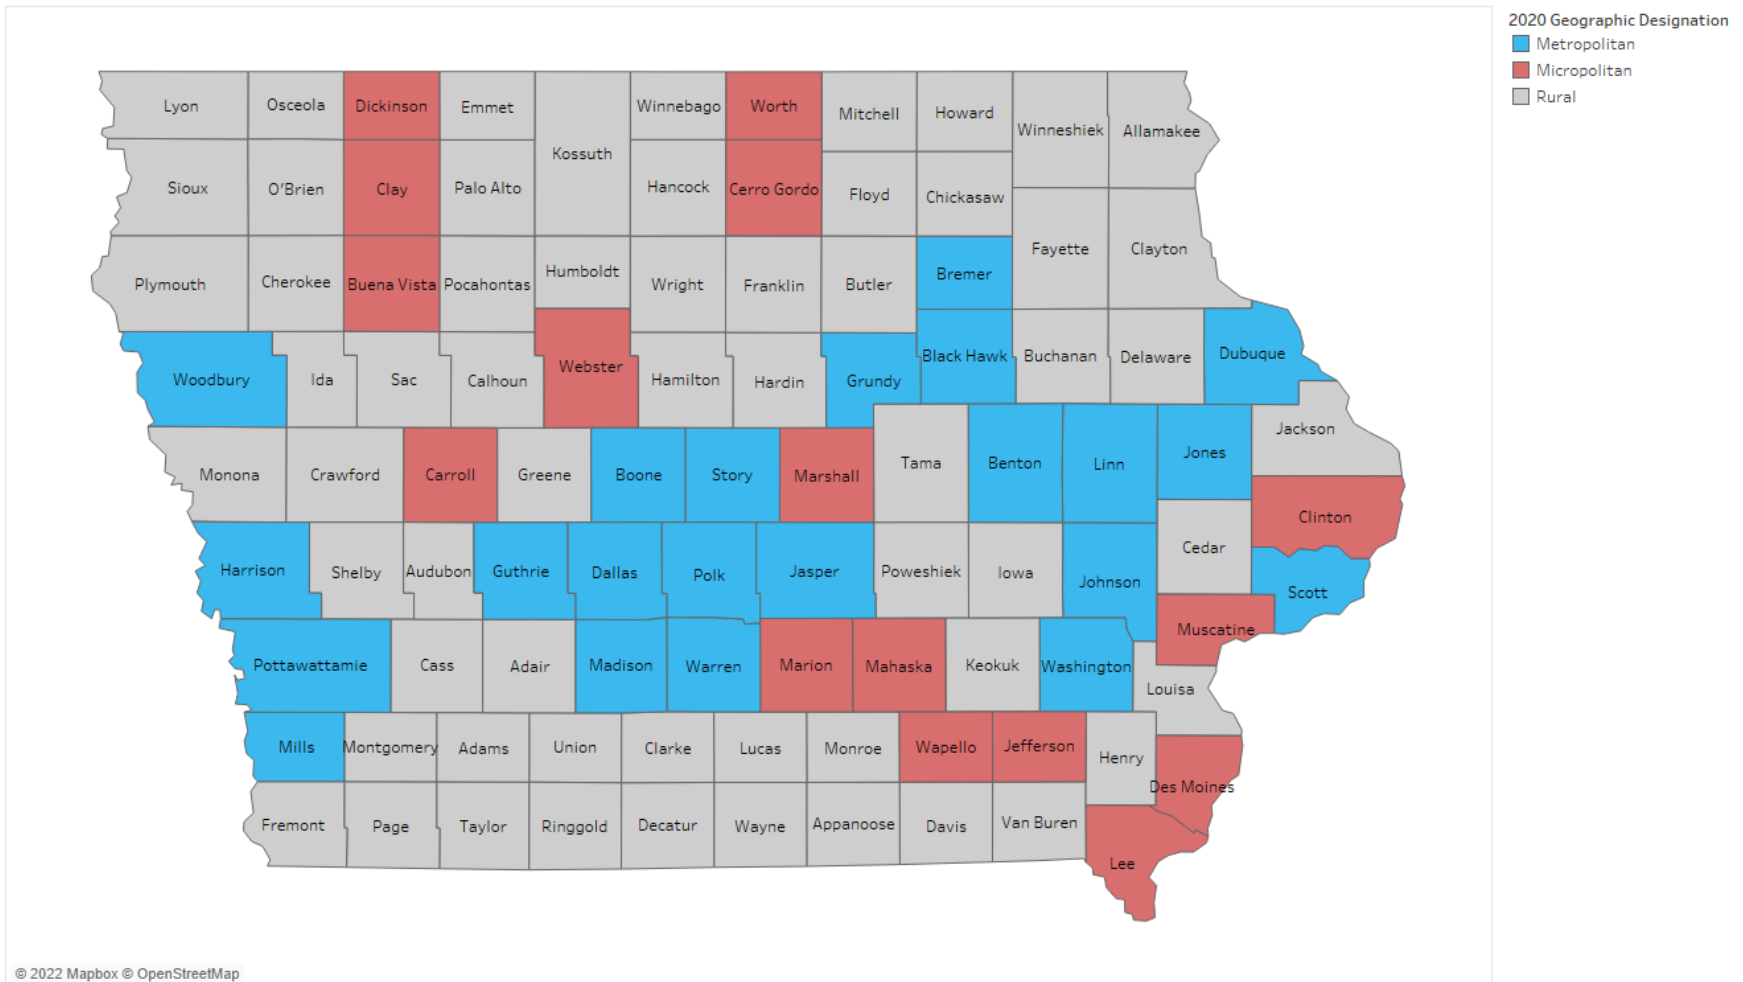 2020 Geographic Designation
Metropolitan
Micropolitan
Rural
Lyon
Osceola
Dickinson
Emmet
Kossuth
Winnebago
Worth
Mitchell
Howard
Winneshiek
Allamakee
Sioux
O'Brien
Clay
Palo Alto
Hancock
Cerro Gordo
Floyd
Chickasaw
Fayette
Clayton
Plymouth
Cherokee
Buena Vista
Pocahontas
Humboldt
Wright
Franklin
Butler
Bremer
Woodbury
Ida
Sac
Calhoun
Webster
Hamilton
Hardin
Grundy
Black Hawk
Buchanan
Delaware
Dubuque
Monona
Crawford
Carroll
Greene
Boone
Story
Marshall
Tama
Benton
Linn
Jones
Jackson
Clinton
Harrison
Shelby
Audubon
Guthrie
Dallas
Polk
Jasper
Poweshiek
Iowa
Johnson
Cedar
Scott
Muscatine
Pottawattamie
Cass
Adair
Madison
Warren
Marion
Mahaska
Keokuk
Washington
Louisa
Mills
Montgomery
Adams
Union
Clarke
Lucas
Monroe
Wapello
Jefferson
Henry
Des Moines
Fremont
Page
Taylor
Ringgold
Decatur
Wayne
Appanoose
Davis
Van Buren
Lee
© 2022 Mapbox © OpenStreetMap